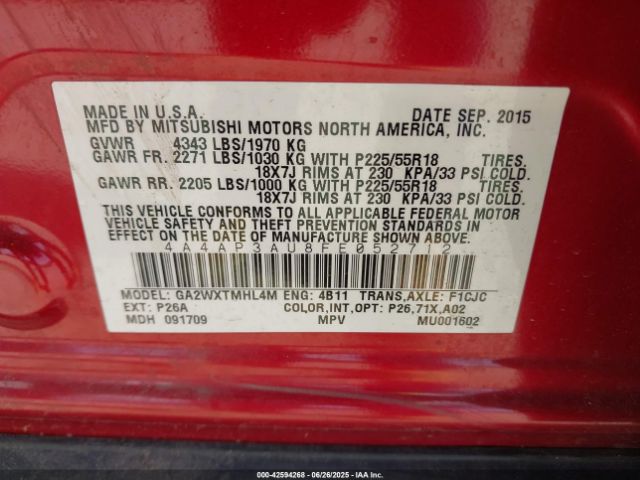 MADE IN U.S.A. DATE SEP. 2015
MFD BY MITSUBISHI MOTORS NORTH AMERICA, INC.
GVWR 4343 LBS/1970 KG
GAWR FR. 2271 LBS/1030 KG WITH P225/55R18 TIRES.
18X7J RIMS AT 230 KPA/33 PSI COLD.
GAWR RR. 2205 LBS/1000 KG WITH P225/55R18 TIRES.
18X7J RIMS AT 230 KPA/33 PSI COLD.
THIS VEHICLE CONFORMS TO ALL APPLICABLE FEDERAL MOTOR
VEHICLE SAFETY AND THEFT PREVENTION STANDARDS IN
EFFECT ON THE DATE OF MANUFACTURE SHOWN ABOVE.
4A4AP3AU8FE052712
MODEL: GA2WXTMHL4M ENG: 4B11 TRANS,AXLE: F1CJC
EXT: P26A COLOR,INT,OPT: P26,71X,A02
MDH 091709 MPV MU001602
000-42594268 - 06/26/2025 - IAAI.COM